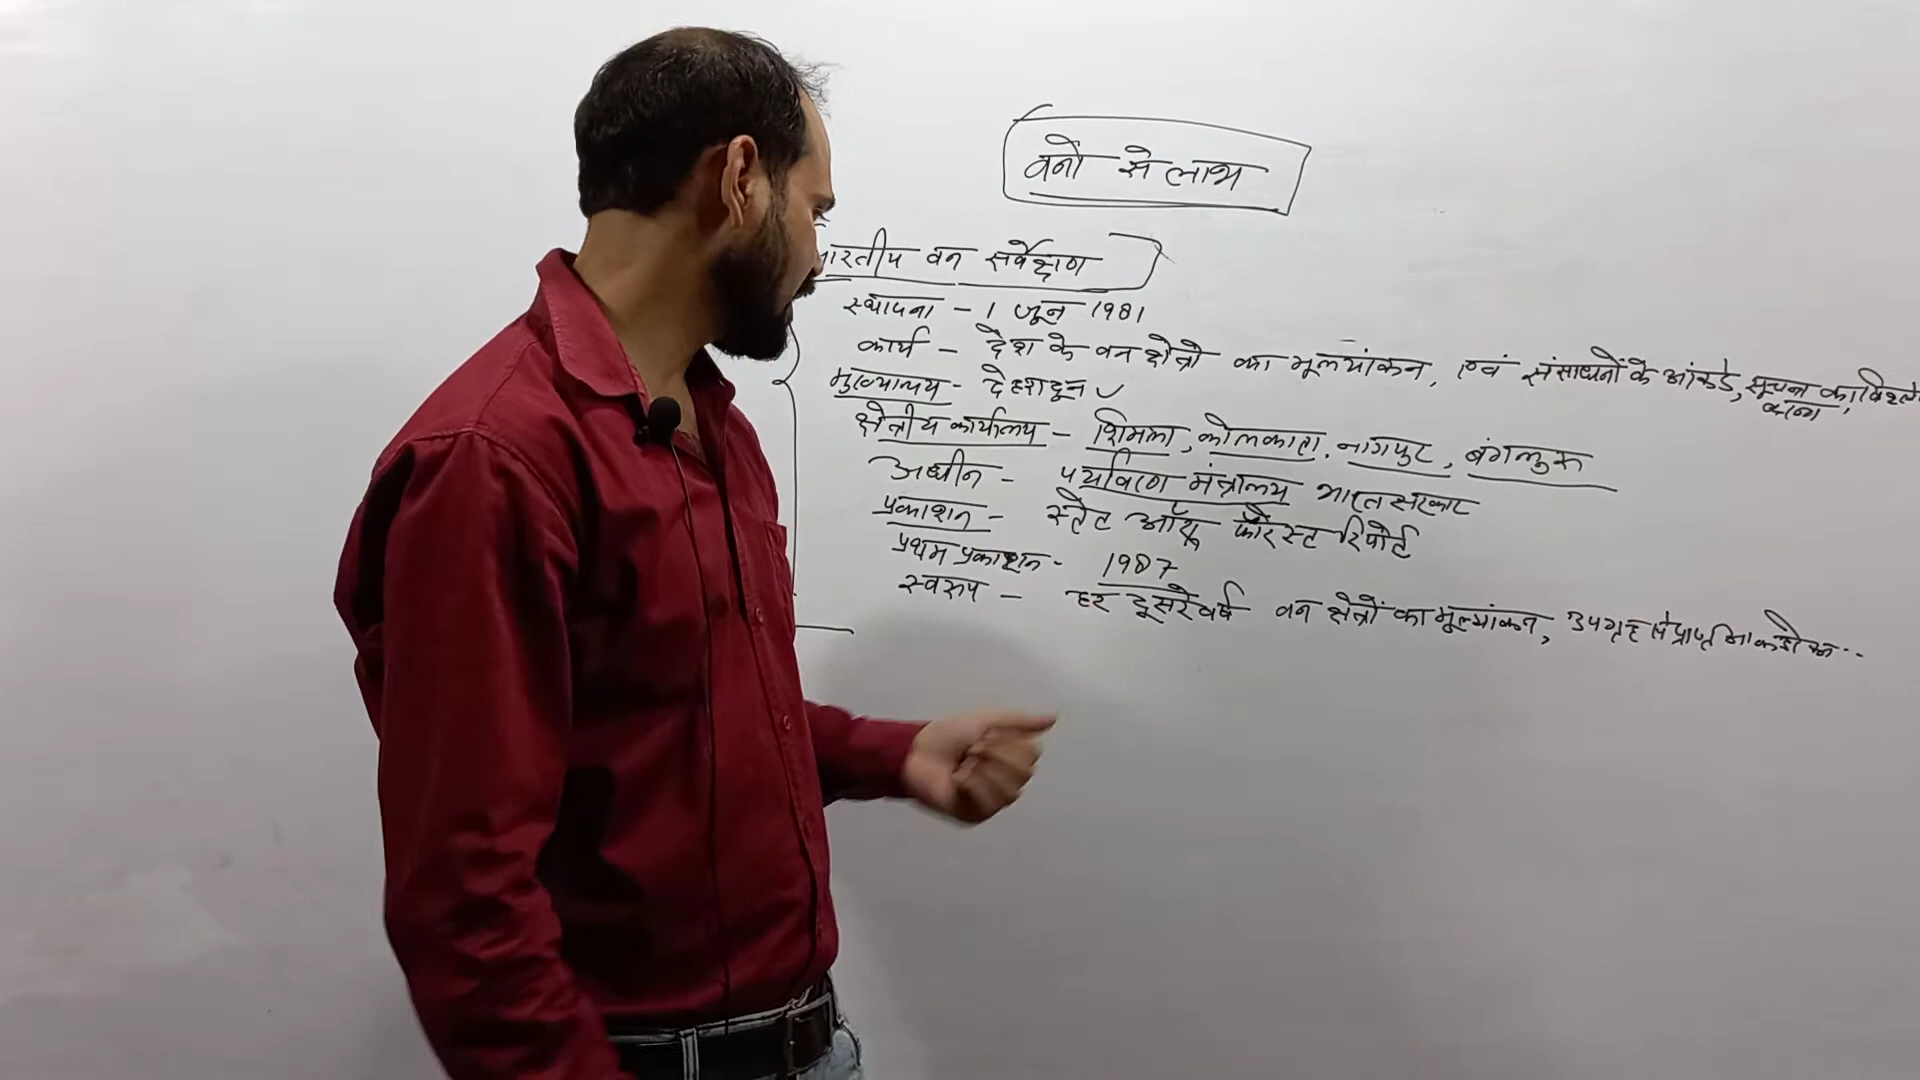 वनों से लाभ
भारतीय वन सर्वेक्षण
स्थापना - 1 जून 1981
कार्य - देश के वन क्षेत्रो का मूल्यांकन, एवं संसाधनों के आंकडे, सूचना का विश्ले
करना,
मुख्यालय - देहरादून ✓
क्षेत्रीय कार्यालय - शिमला, कोलकाता, नागपुर, बंगलुरु
अधीन - पर्यावरण मंत्रालय भारत सरकार
प्रकाशन - स्टेट ऑफ फॉरेस्ट रिपोर्ट
प्रथम प्रकाशन - 1987
स्वरूप - हर दूसरे वर्ष वन क्षेत्रों का मूल्यांकन, उपग्रह से प्राप्त